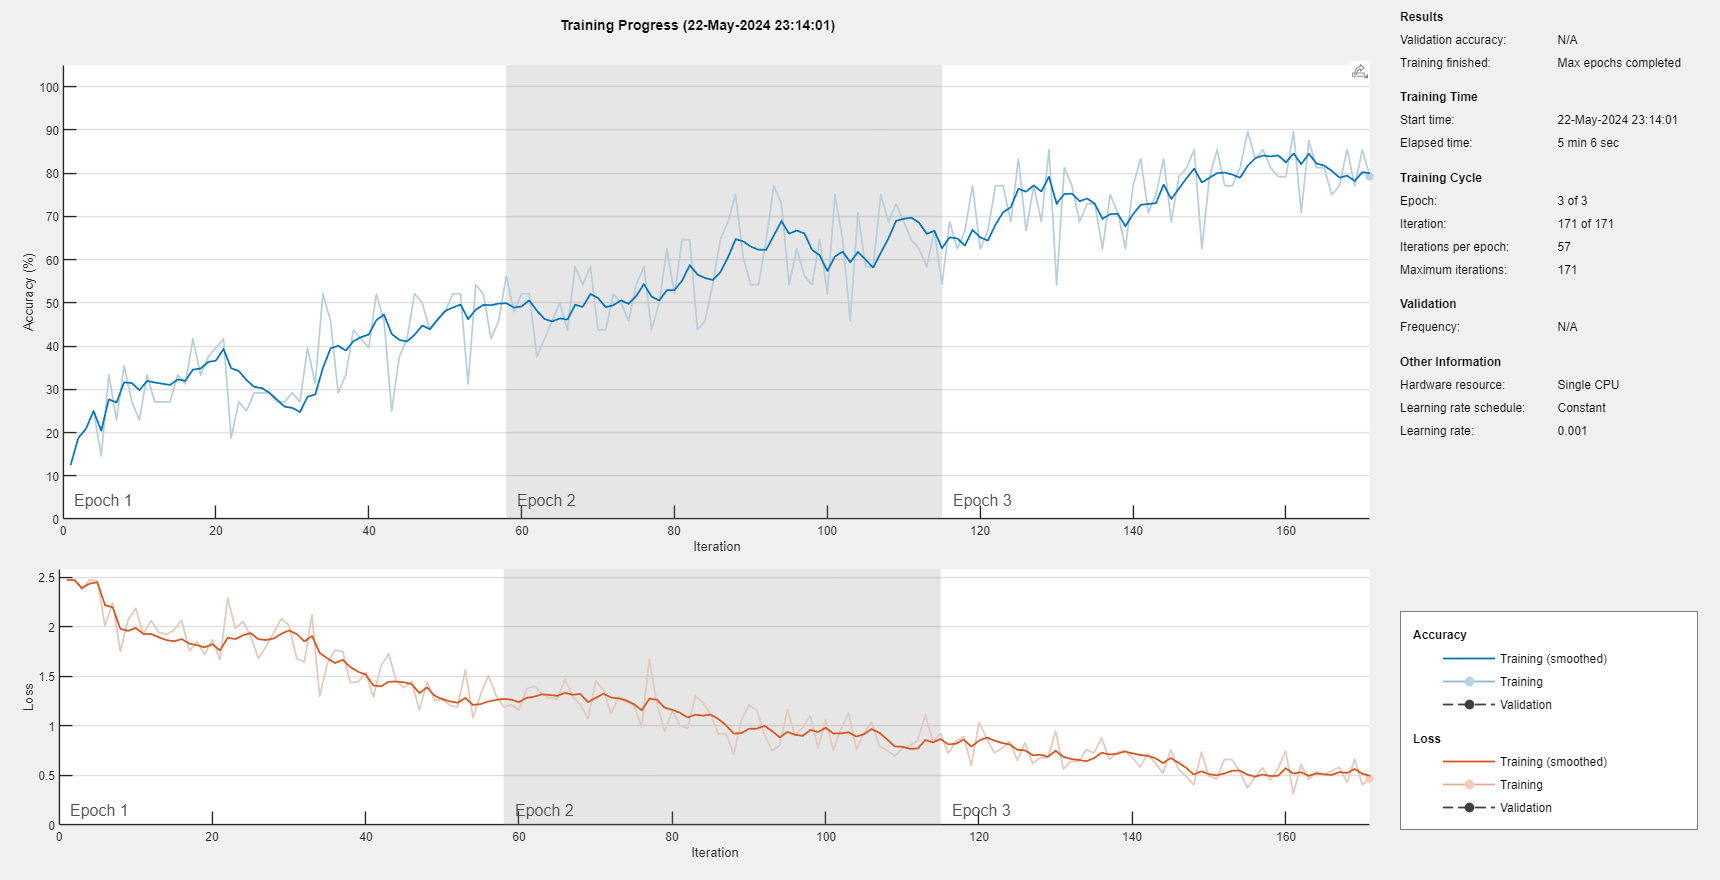 Training Progress (22-May-2024 23:14:01)
Accuracy (%)
100
90
80
70
60
50
40
30
20
10
0
Epoch 1
Epoch 2
Epoch 3
0 20 40 60 80 100 120 140 160
Iteration
Loss
2.5
2
1.5
1
0.5
0
Epoch 1
Epoch 2
Epoch 3
0 20 40 60 80 100 120 140 160
Iteration
Results
Validation accuracy: N/A
Training finished: Max epochs completed
Training Time
Start time: 22-May-2024 23:14:01
Elapsed time: 5 min 6 sec
Training Cycle
Epoch: 3 of 3
Iteration: 171 of 171
Iterations per epoch: 57
Maximum iterations: 171
Validation
Frequency: N/A
Other Information
Hardware resource: Single CPU
Learning rate schedule: Constant
Learning rate: 0.001
Accuracy
Training (smoothed)
Training
Validation
Loss
Training (smoothed)
Training
Validation